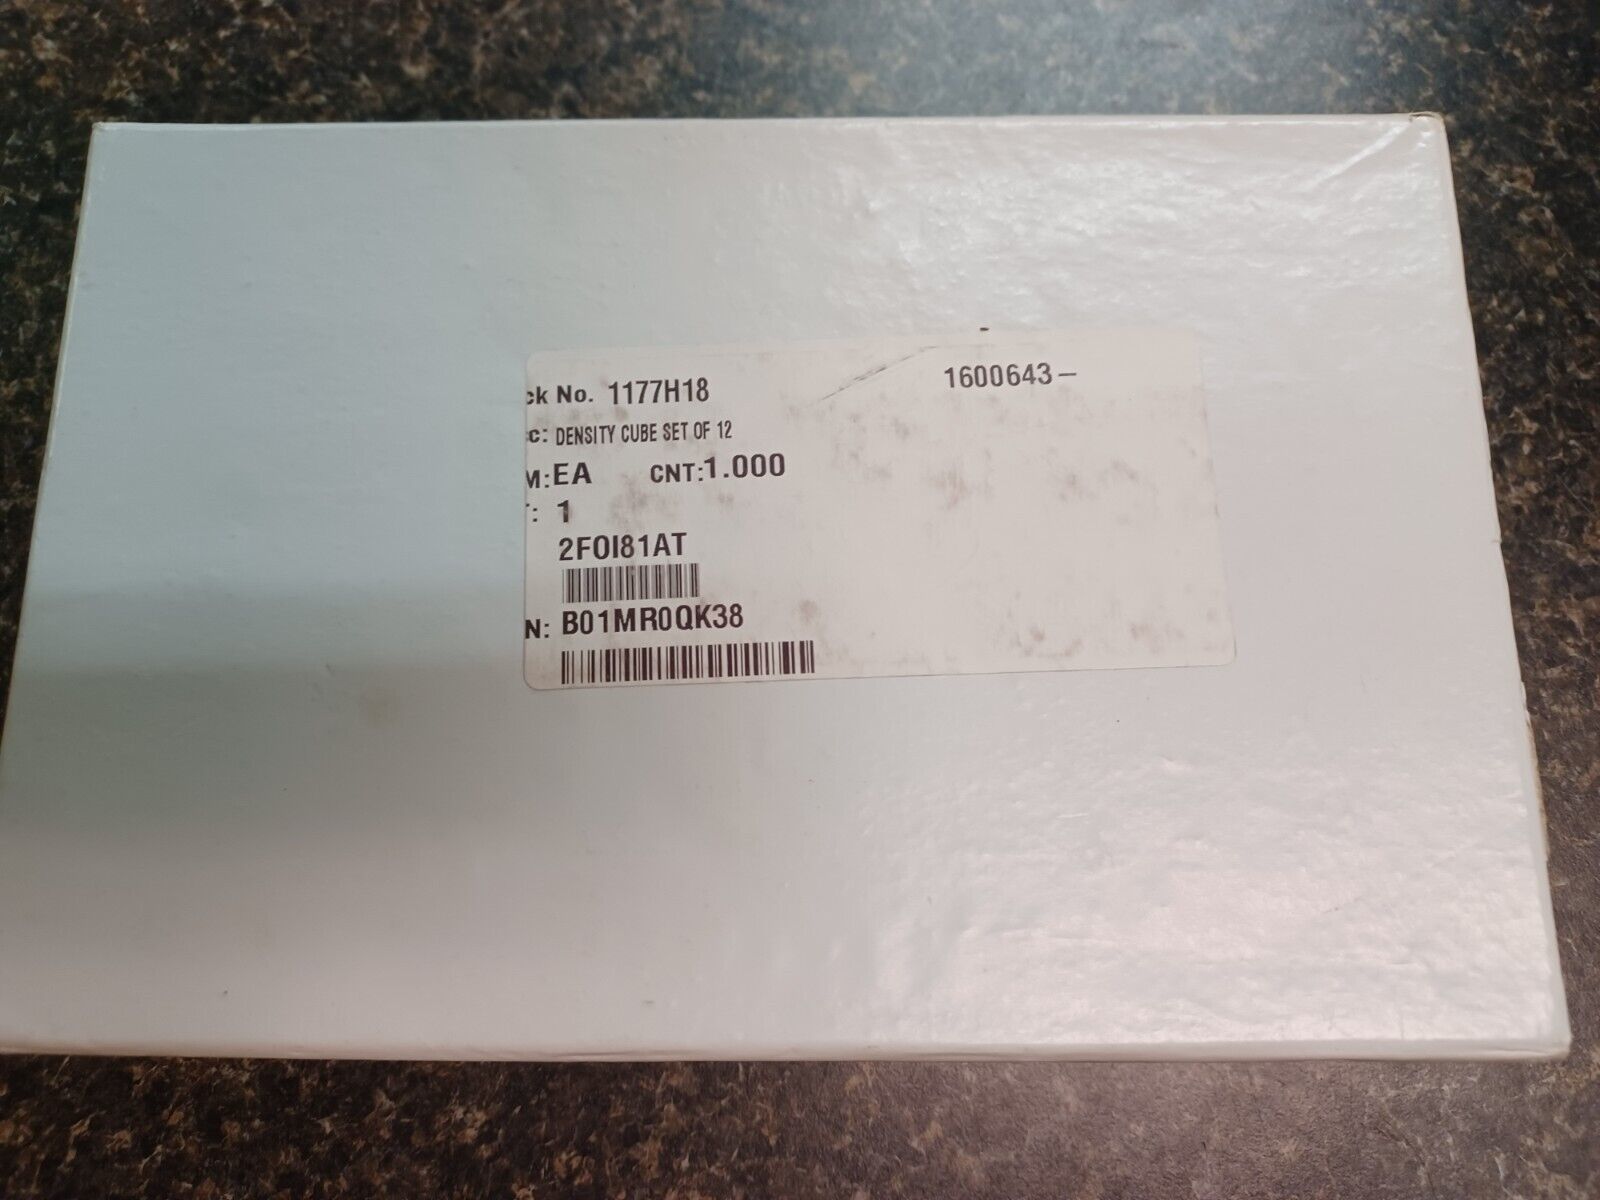 ck No. 1177H18 1600643-
c: DENSITY CUBE SET OF 12
M: EA CNT: 1.000
: 1
2FOI81AT
N: B01MR0QK38